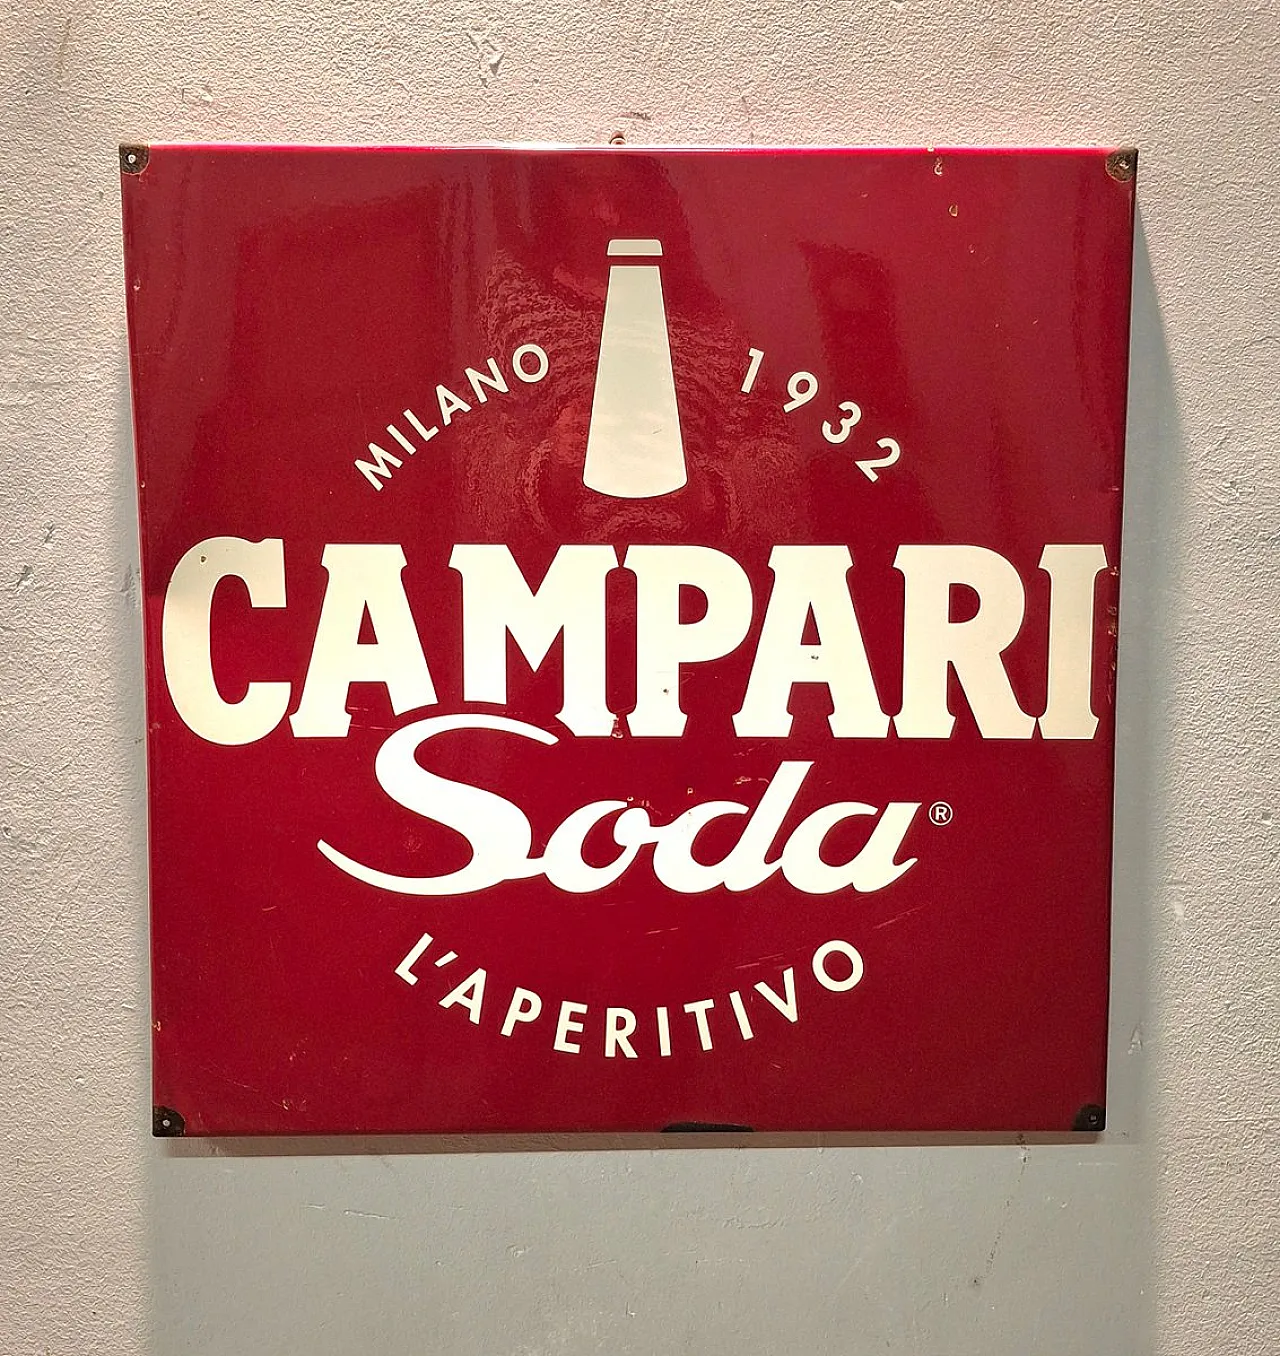 MILANO 1932
CAMPARI
Soda®
L'APERITIVO